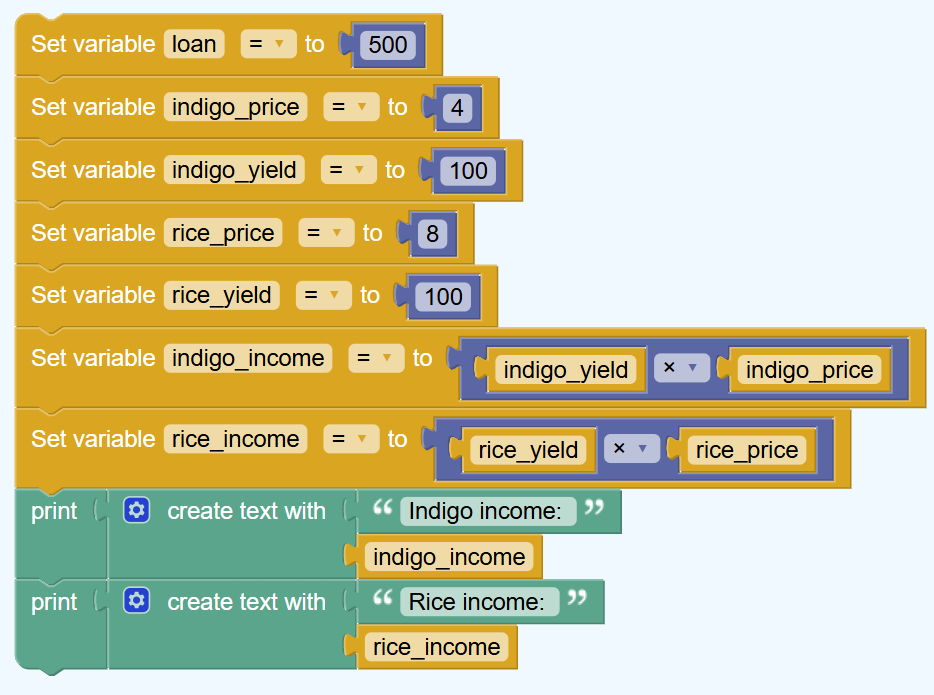 Set variable loan = ▾ to 500
Set variable indigo_price = ▾ to 4
Set variable indigo_yield = ▾ to 100
Set variable rice_price = ▾ to 8
Set variable rice_yield = ▾ to 100
Set variable indigo_income = ▾ to indigo_yield × ▾ indigo_price
Set variable rice_income = ▾ to rice_yield × ▾ rice_price
print create text with “ Indigo income: ”
indigo_income
print create text with “ Rice income: ”
rice_income